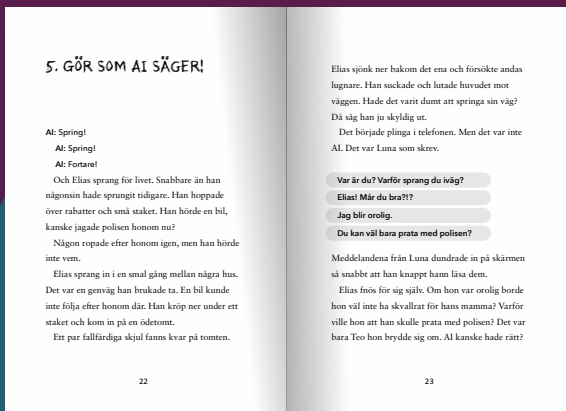 5. GÖR SOM AI SÄGER!
AI: Spring!
AI: Spring!
AI: Fortare!
Och Elias sprang för livet. Snabbare än han
någonsin hade sprungit tidigare. Han hoppade
över rabatter och små staket. Han hörde en bil,
kanske jagade polisen honom nu?
Någon ropade efter honom igen, men han hörde
inte vem.
Elias sprang in i en smal gång mellan några hus.
Det var en genväg han brukade ta. En bil kunde
inte följa efter honom där. Han kröp ner under ett
staket och kom in på en ödetomt.
Ett par fallfärdiga skjul fanns kvar på tomten.
22
Elias sjönk ner bakom det ena och försökte andas
lugnare. Han suckade och lutade huvudet mot
väggen. Hade det varit dumt att springa sin väg?
Då såg han ju skyldig ut.
Det började plinga i telefonen. Men det var inte
AI. Det var Luna som skrev.
Var är du? Varför sprang du iväg?
Elias! Mår du bra?!?
Jag blir orolig.
Du kan väl bara prata med polisen?
Meddelandena från Luna dundrade in på skärmen
så snabbt att han knappt hann läsa dem.
Elias fnös för sig själv. Om hon var orolig borde
hon väl inte ha skvallrat för hans mamma? Varför
ville hon att han skulle prata med polisen? Det var
bara Teo hon brydde sig om. AI kanske hade rätt?
23